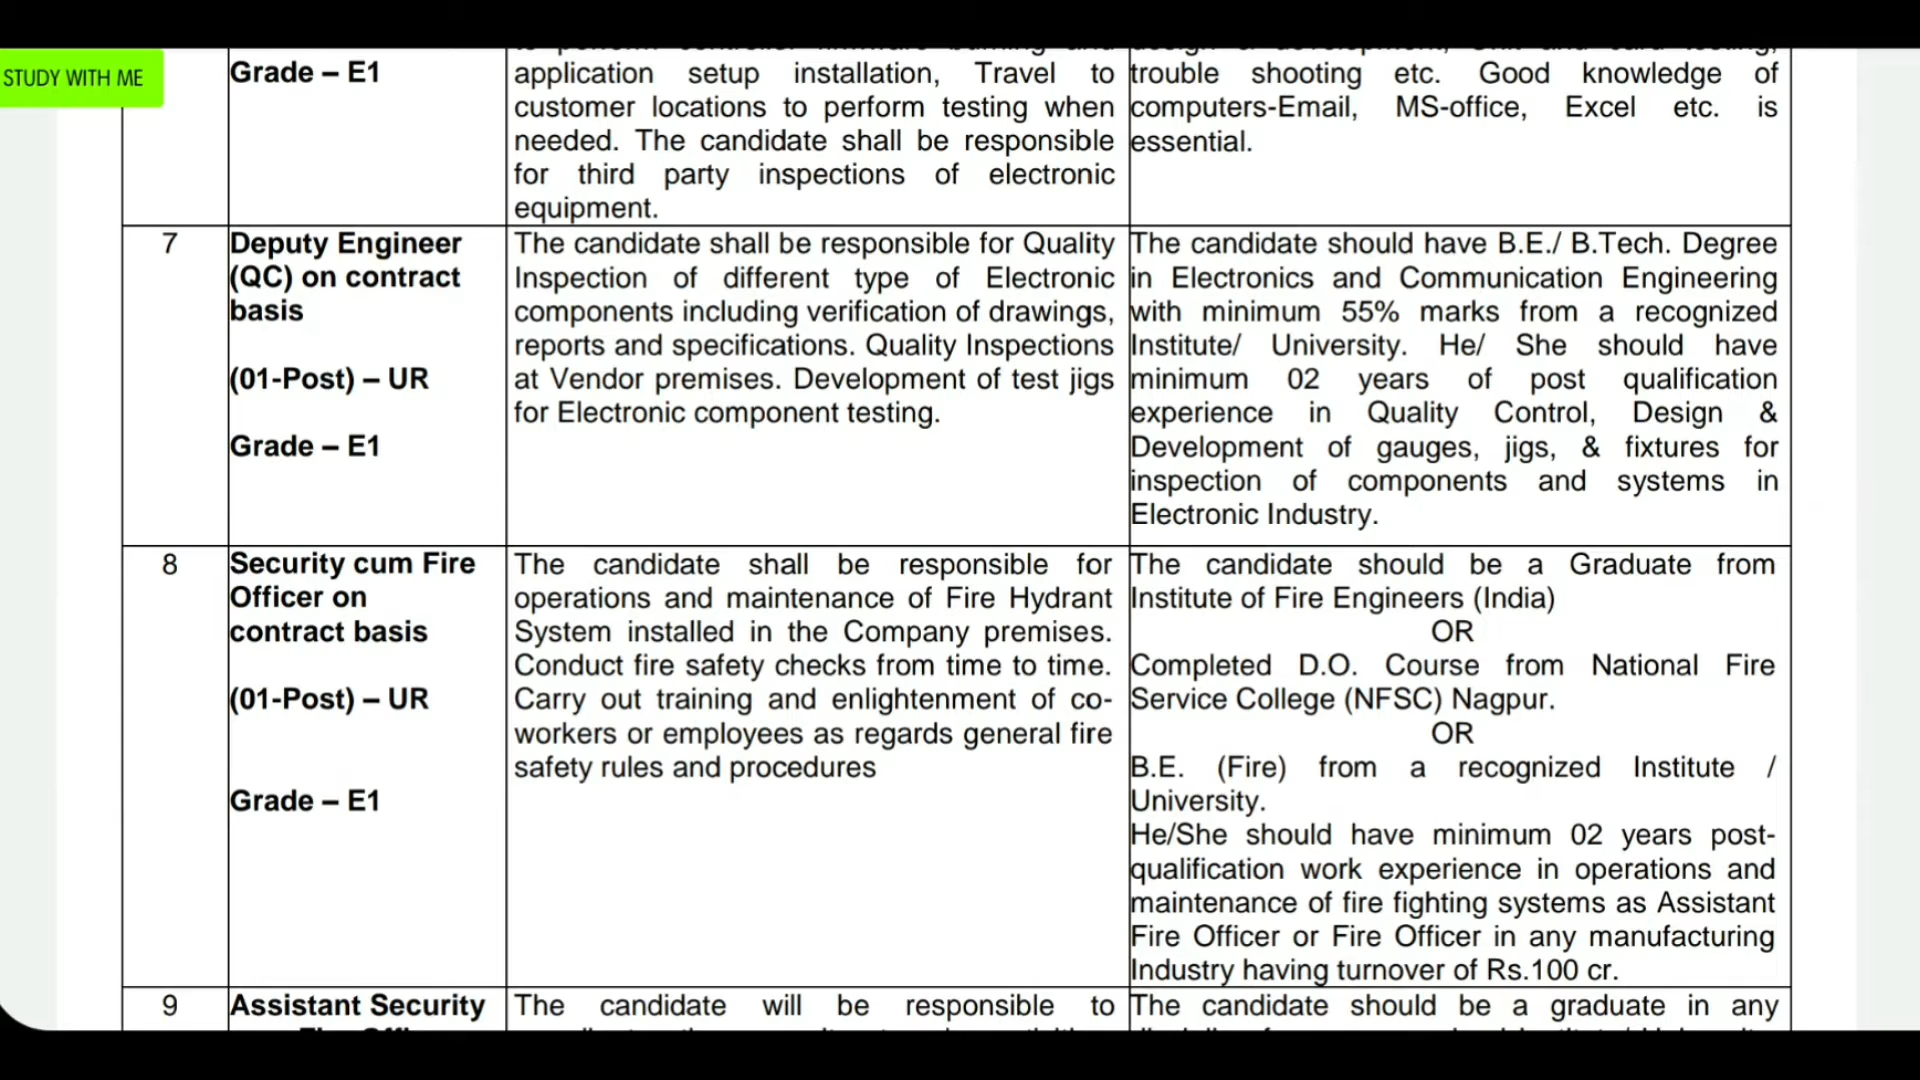 STUDY WITH ME
Grade – E1
application setup installation, Travel to
customer locations to perform testing when
needed. The candidate shall be responsible
for third party inspections of electronic
equipment.
trouble shooting etc. Good knowledge of
computers-Email, MS-office, Excel etc. is
essential.
7
Deputy Engineer
(QC) on contract
basis
(01-Post) – UR
Grade – E1
The candidate shall be responsible for Quality
Inspection of different type of Electronic
components including verification of drawings,
reports and specifications. Quality Inspections
at Vendor premises. Development of test jigs
for Electronic component testing.
The candidate should have B.E./ B.Tech. Degree
in Electronics and Communication Engineering
with minimum 55% marks from a recognized
Institute/ University. He/ She should have
minimum 02 years of post qualification
experience in Quality Control, Design &
Development of gauges, jigs, & fixtures for
inspection of components and systems in
Electronic Industry.
8
Security cum Fire
Officer on
contract basis
(01-Post) – UR
Grade – E1
The candidate shall be responsible for
operations and maintenance of Fire Hydrant
System installed in the Company premises.
Conduct fire safety checks from time to time.
Carry out training and enlightenment of co-
workers or employees as regards general fire
safety rules and procedures
The candidate should be a Graduate from
Institute of Fire Engineers (India)
OR
Completed D.O. Course from National Fire
Service College (NFSC) Nagpur.
OR
B.E. (Fire) from a recognized Institute /
University.
He/She should have minimum 02 years post-
qualification work experience in operations and
maintenance of fire fighting systems as Assistant
Fire Officer or Fire Officer in any manufacturing
Industry having turnover of Rs.100 cr.
9
Assistant Security
The candidate will be responsible to
The candidate should be a graduate in any